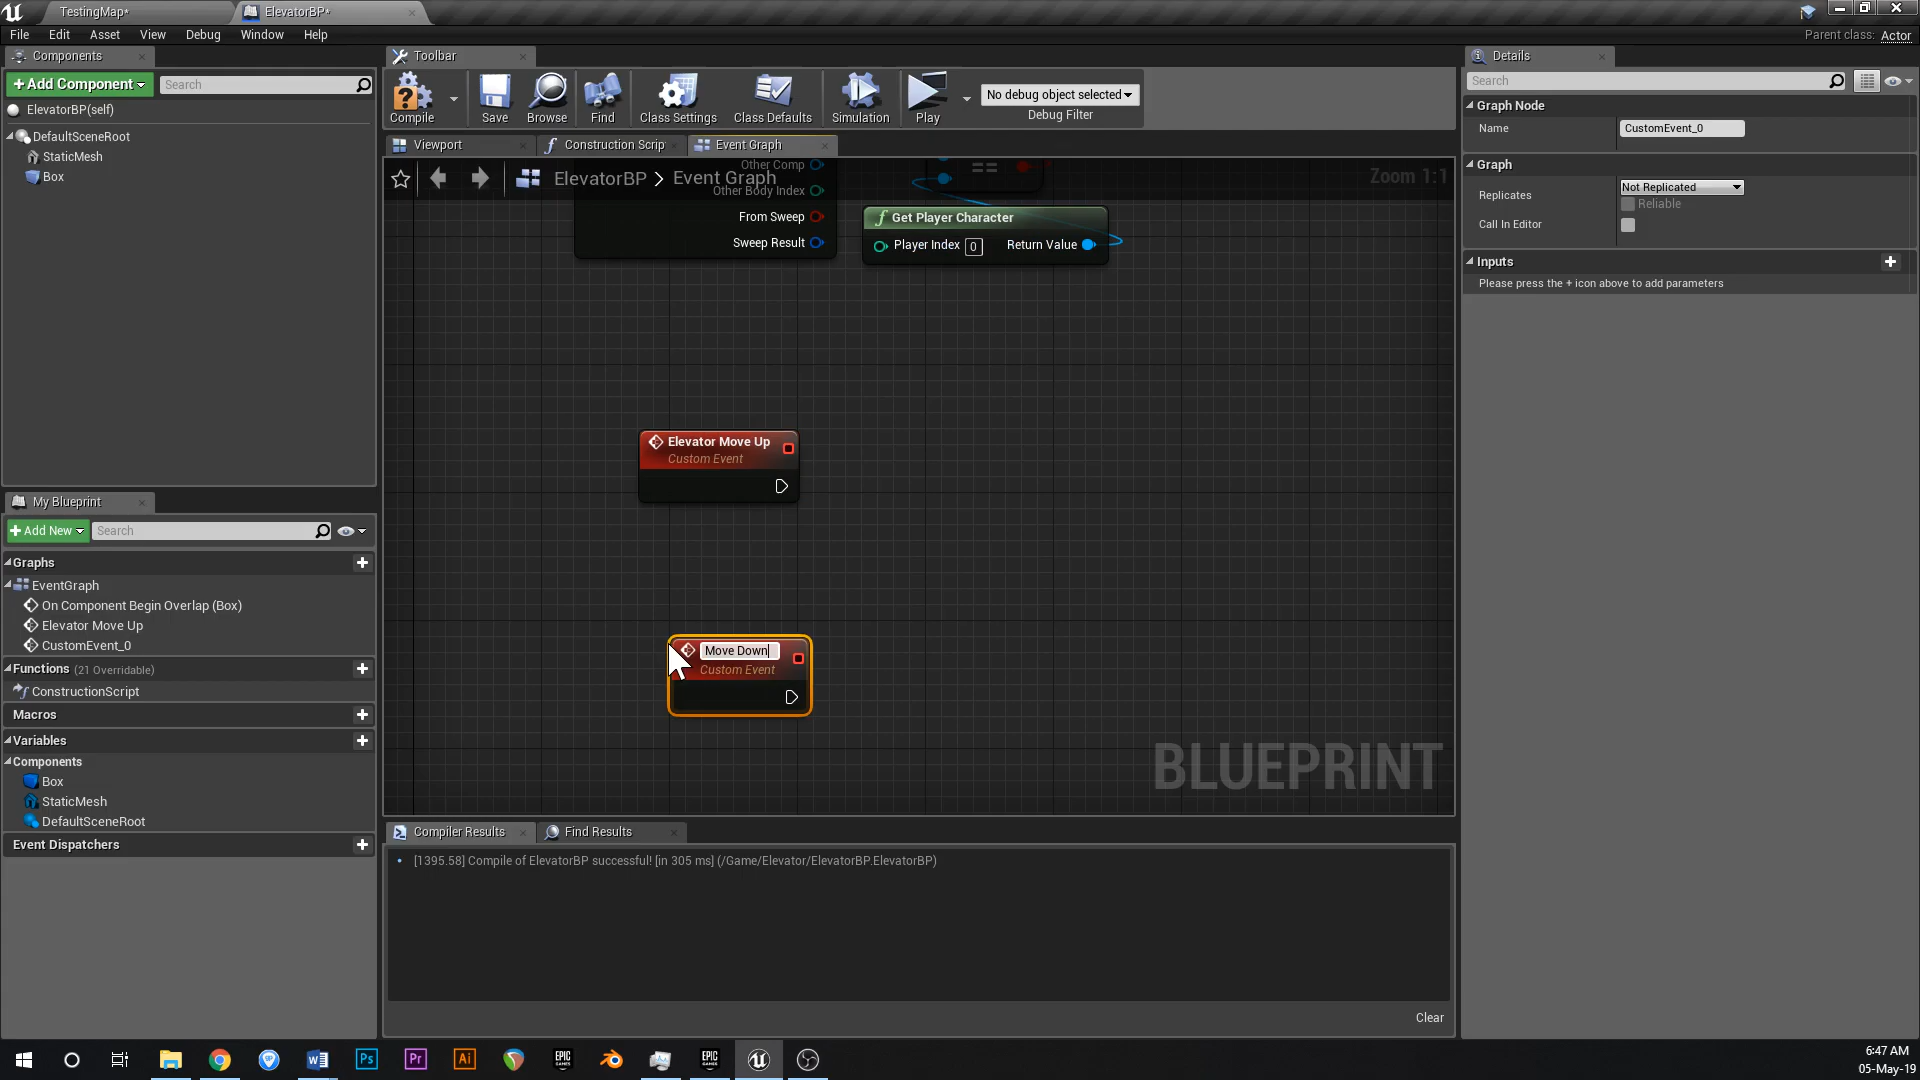 TestingMap*
ElevatorBP*
File
Edit
Asset
View
Debug
Window
Help
Parent class: Actor
Components
Toolbar
Details
+ Add Component
Search
ElevatorBP(self)
DefaultSceneRoot
StaticMesh
Box
Compile
Save
Browse
Find
Class Settings
Class Defaults
Simulation
Play
No debug object selected
Debug Filter
Search
Graph Node
Name
CustomEvent_0
Graph
Replicates
Not Replicated
Reliable
Call In Editor
Inputs
Please press the + icon above to add parameters
Viewport
Construction Scrip
Event Graph
ElevatorBP > Event Graph
Zoom 1:1
Other Comp
Other Body Index
From Sweep
Sweep Result
==
Get Player Character
Player Index 0
Return Value
Elevator Move Up
Custom Event
Move Down
Custom Event
BLUEPRINT
My Blueprint
+ Add New
Search
Graphs
EventGraph
On Component Begin Overlap (Box)
Elevator Move Up
CustomEvent_0
Functions (21 Overridable)
ConstructionScript
Macros
Variables
Components
Box
StaticMesh
DefaultSceneRoot
Event Dispatchers
Compiler Results
Find Results
[1395.58] Compile of ElevatorBP successful! [in 305 ms] (/Game/Elevator/ElevatorBP.ElevatorBP)
Clear
Ps
Pr
Ai
EPIC GAMES
EPIC GAMES
6:47 AM
05-May-19